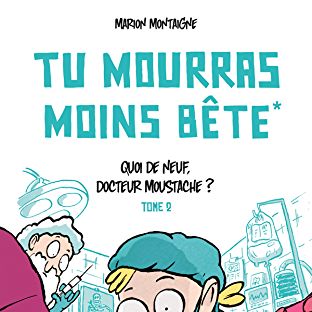 MARION MONTAIGNE
TU MOURRAS
MOINS BÊTE*
QUOI DE NEUF,
DOCTEUR MOUSTACHE ?
TOME 2